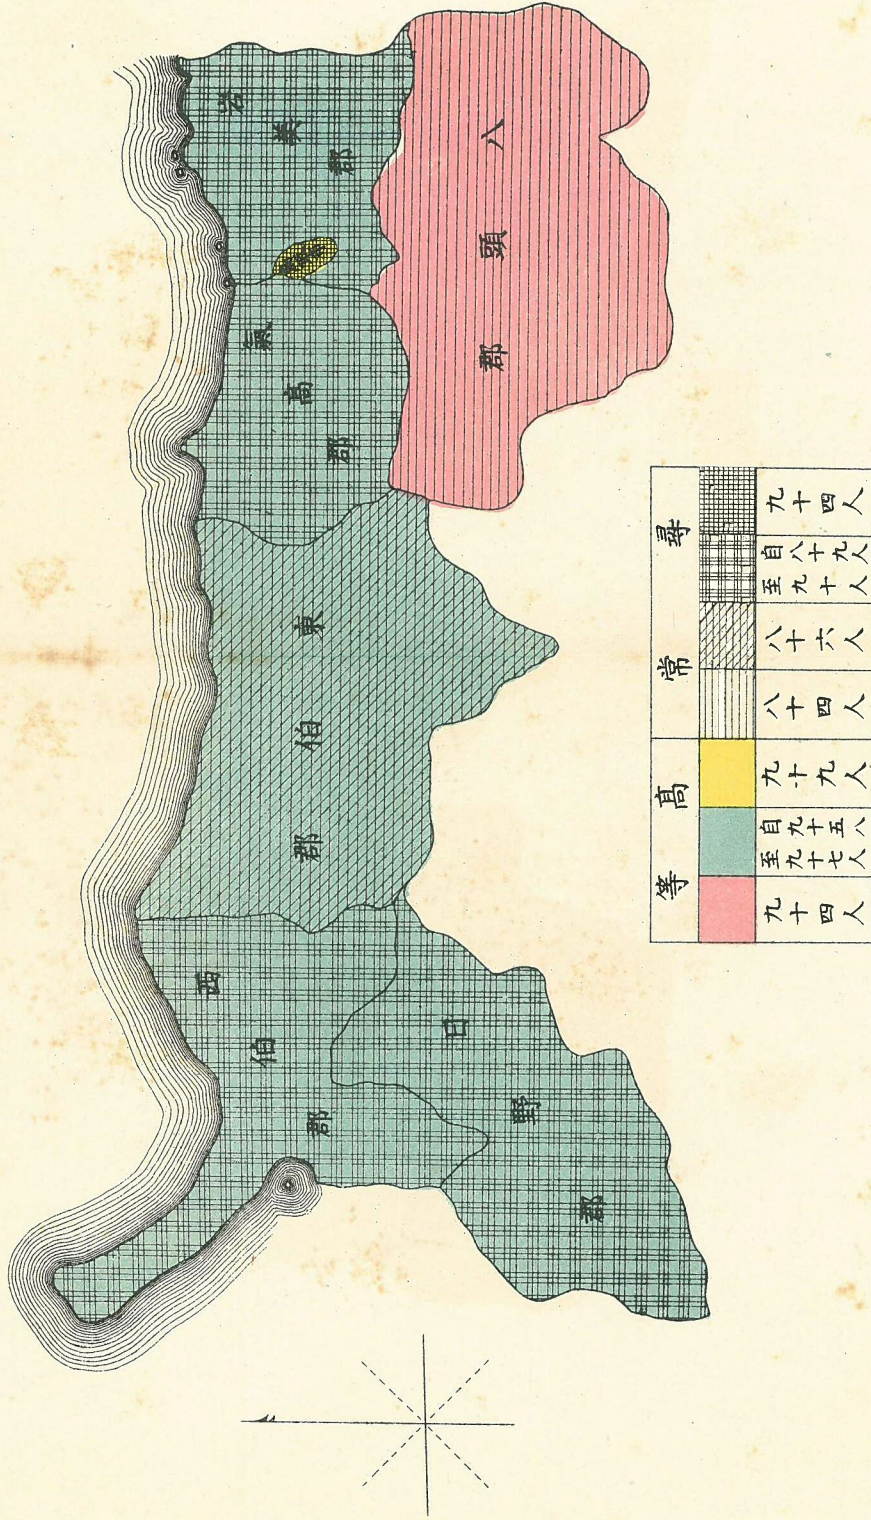 岩美郡
八頭郡
氣高郡
東伯郡
西伯郡
日野郡
尋常
九十四人
自八十九人
至九十人
八十六人
八十四人
高等
九十九人
自九十五人
至九十七人
九十四人